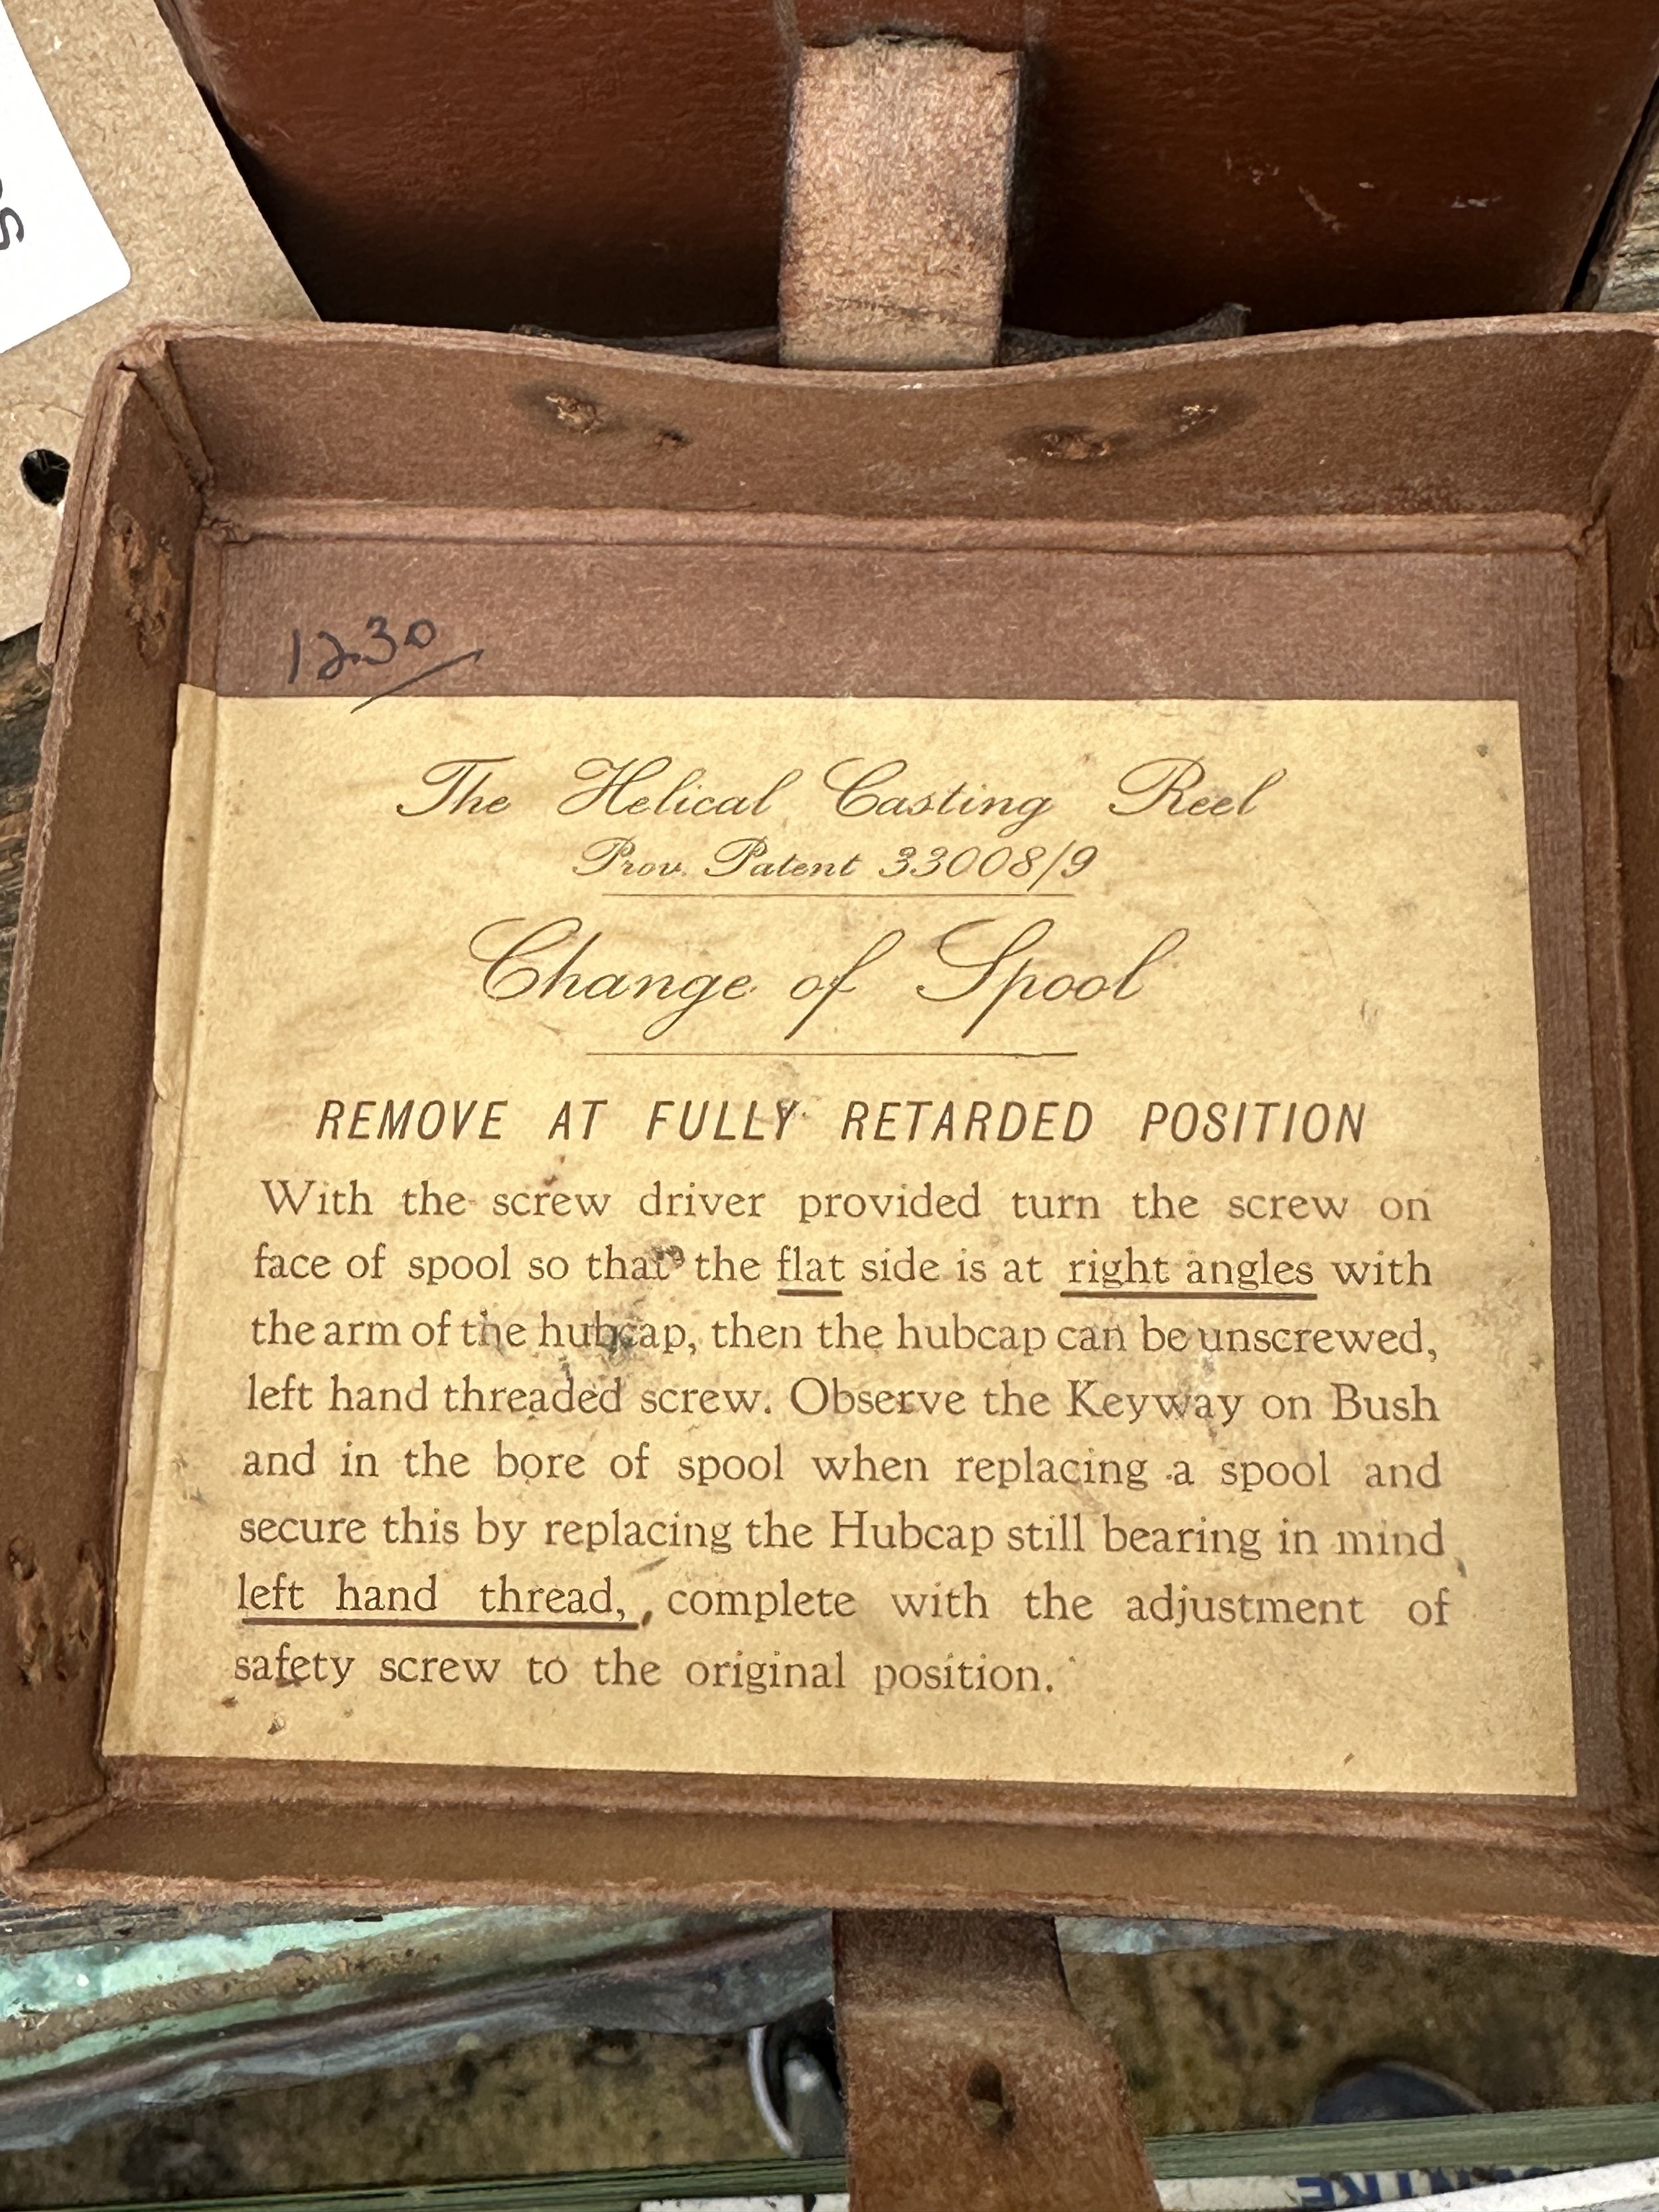 1230
The Helical Casting Reel
Prov. Patent 33008/9
Change of Spool
REMOVE AT FULLY RETARDED POSITION
With the screw driver provided turn the screw on
face of spool so that the flat side is at right angles with
the arm of the hubcap, then the hubcap can be unscrewed,
left hand threaded screw. Observe the Keyway on Bush
and in the bore of spool when replacing a spool and
secure this by replacing the Hubcap still bearing in mind
left hand thread, complete with the adjustment of
safety screw to the original position.